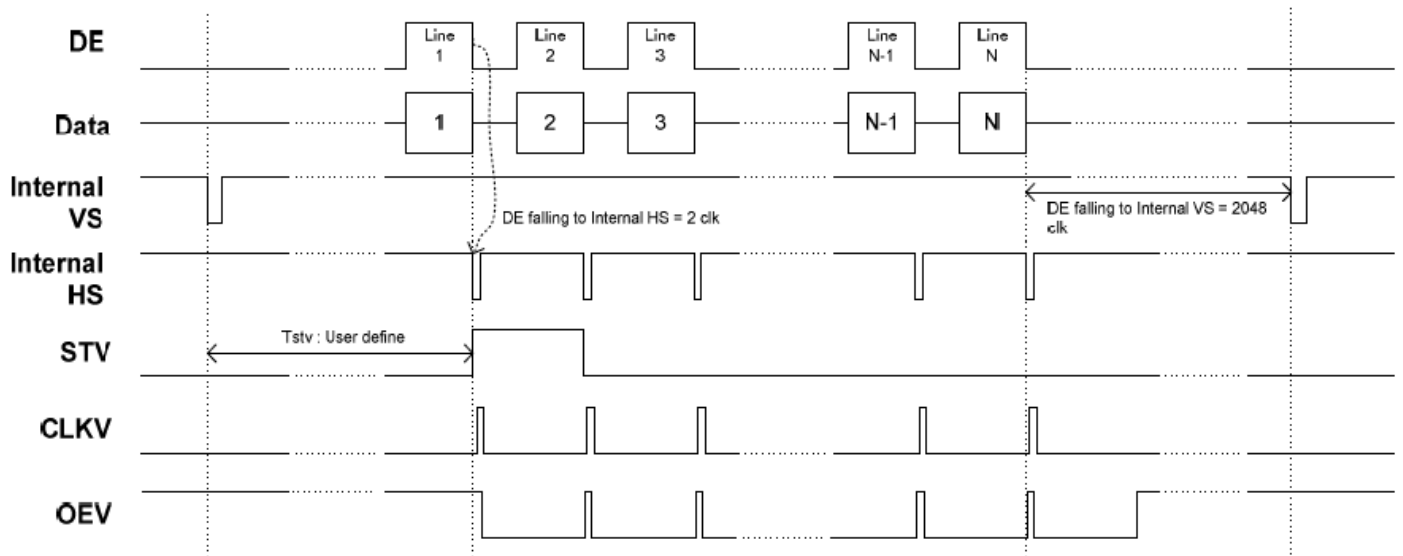 DE
Line
1
Line
2
Line
3
Line
N-1
Line
N
Data
1
2
3
N-1
N
Internal
VS
DE falling to Internal HS = 2 clk
DE falling to Internal VS = 2048
clk
Internal
HS
Tstv : User define
STV
CLKV
OEV